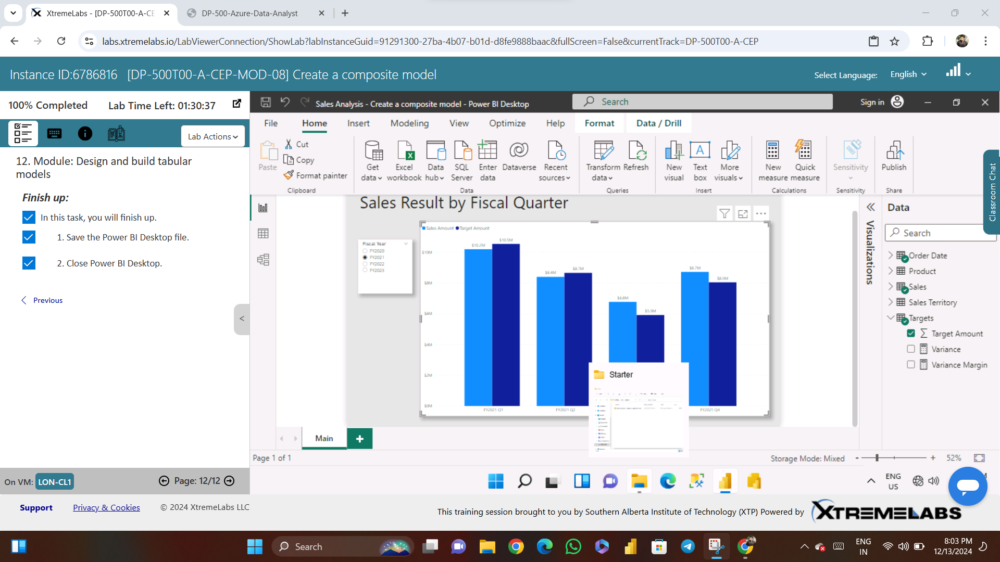 XtremeLabs - [DP-500T00-A-CE
DP-500-Azure-Data-Analyst
labs.xtremelabs.io/LabViewerConnection/ShowLab?labInstanceGuid=91291300-27ba-4b07-b01d-d8fe9888baac&fullScreen=False&currentTrack=DP-500T00-A-CEP
Instance ID:6786816 [DP-500T00-A-CEP-MOD-08] Create a composite model
Select Language: English
100% Completed
Lab Time Left: 01:30:37
Lab Actions
12. Module: Design and build tabular
models
Finish up:
In this task, you will finish up.
1. Save the Power BI Desktop file.
2. Close Power BI Desktop.
Previous
<
On VM: LON-CL1
Page: 12/12
Sales Analysis - Create a composite model - Power BI Desktop
Search
Sign in
File Home Insert Modeling View Optimize Help Format Data / Drill
Paste
Cut
Copy
Format painter
Clipboard
Get
data
Excel
workbook
Data
hub
SQL
Server
Enter
data
Dataverse
Recent
sources
Data
Transform
data
Refresh
Queries
New
visual
Text
box
More
visuals
Insert
New
measure
Quick
measure
Calculations
Sensitivity
Sensitivity
Publish
Share
Classroom Chat
Sales Result by Fiscal Quarter
Sales Amount Target Amount
Fiscal Year
FY2020
FY2021
FY2022
FY2023
$10M
$8M
$6M
$4M
$2M
$0M
$10.2M
$10.5M
$8.4M
$8.7M
$6.8M
$5.9M
$8.7M
$8.0M
FY2021 Q1
FY2021 Q2
FY2021 Q4
Starter
Visualizations
Data
Search
Order Date
Product
Sales
Sales Territory
Targets
Target Amount
Variance
Variance Margin
Main
Page 1 of 1
Storage Mode: Mixed
- + 52%
ENG
US
M
Support
Privacy & Cookies
© 2024 XtremeLabs LLC
This training session brought to you by Southern Alberta Institute of Technology (XTP) Powered by
XTREMELABS
Search
ENG
IN
8:03 PM
12/13/2024